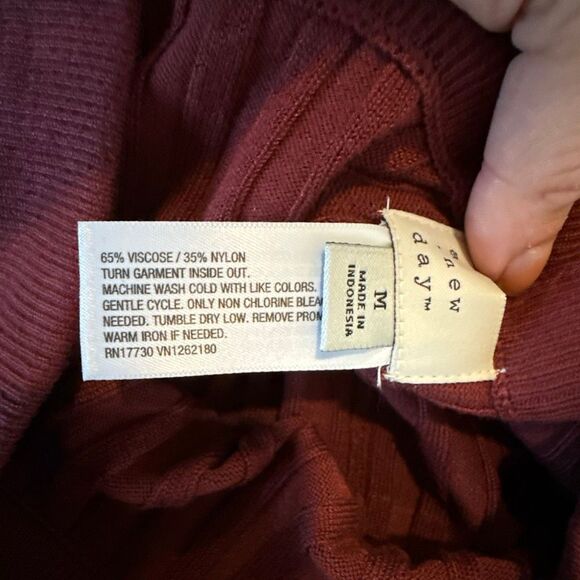 65% VISCOSE / 35% NYLON
TURN GARMENT INSIDE OUT.
MACHINE WASH COLD WITH LIKE COLORS.
GENTLE CYCLE. ONLY NON CHLORINE
NEEDED. TUMBLE DRY LOW. REMOVE
WARM IRON IF NEEDED.
RN17730 VN1262180
M
MADE IN
INDONESIA
new
day™